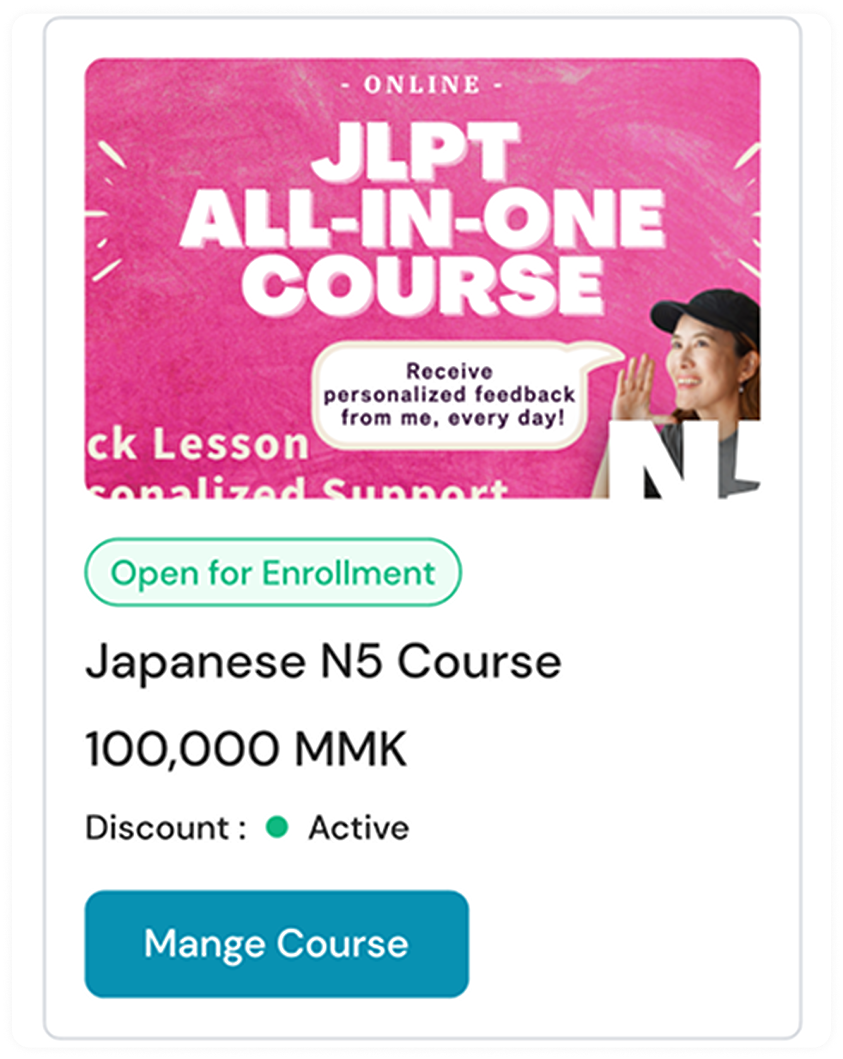 - ONLINE -
JLPT
ALL-IN-ONE
COURSE
Receive
personalized feedback
from me, every day!
ck Lesson
sonalized Support
N
Open for Enrollment
Japanese N5 Course
100,000 MMK
Discount : Active
Mange Course